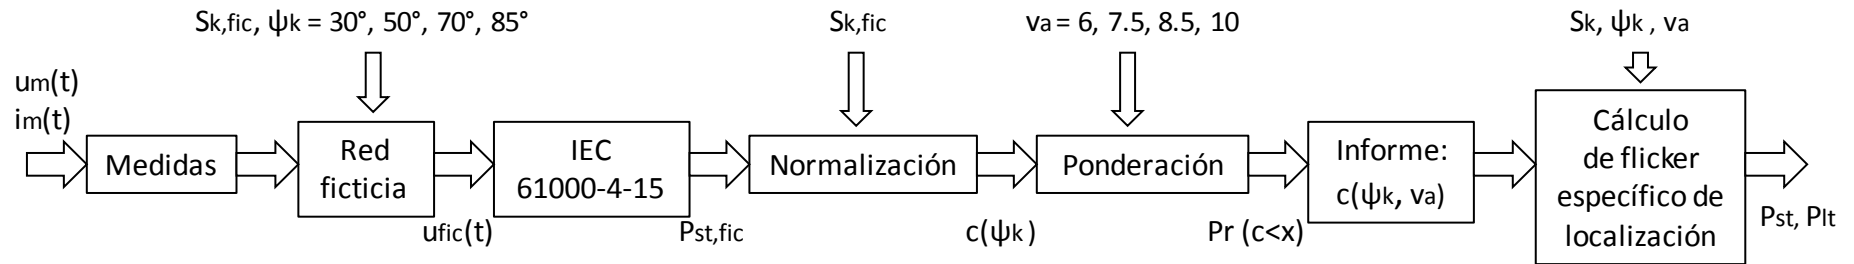 Sk,fic, ψk = 30°, 50°, 70°, 85°
Sk,fic
va = 6, 7.5, 8.5, 10
Sk, ψk , va
um(t)
im(t)
Medidas
Red
ficticia
IEC
61000-4-15
Normalización
Ponderación
Informe:
c(ψk, va)
Cálculo
de flicker
específico de
localización
ufic(t)
Pst,fic
c(ψk )
Pr (c<x)
Pst, Plt